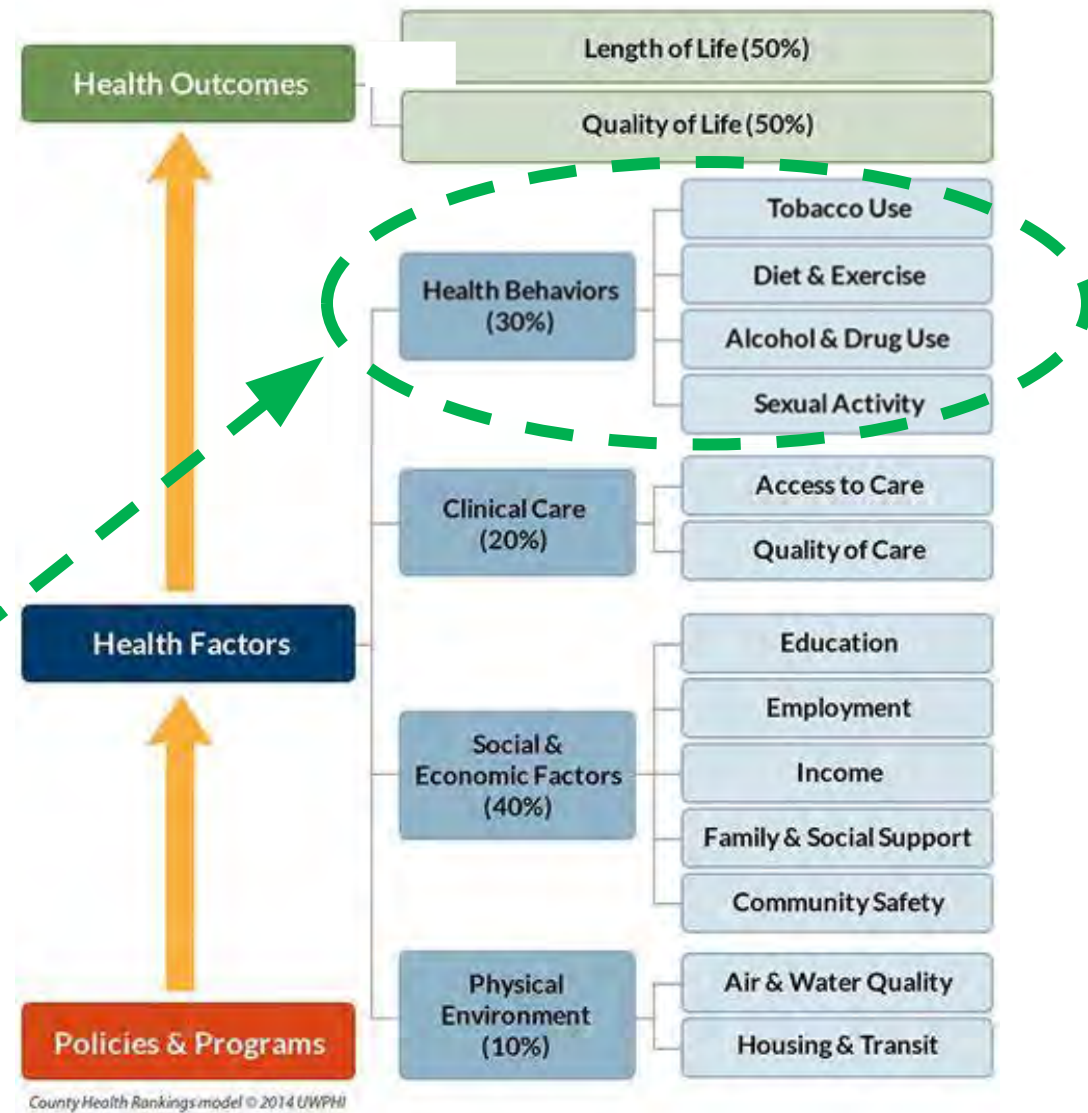 Health Outcomes
Length of Life (50%)
Quality of Life (50%)
Health Behaviors
(30%)
Tobacco Use
Diet & Exercise
Alcohol & Drug Use
Sexual Activity
Clinical Care
(20%)
Access to Care
Quality of Care
Health Factors
Social &
Economic Factors
(40%)
Education
Employment
Income
Family & Social Support
Community Safety
Physical
Environment
(10%)
Air & Water Quality
Housing & Transit
Policies & Programs
County Health Rankings model © 2014 UWPHI